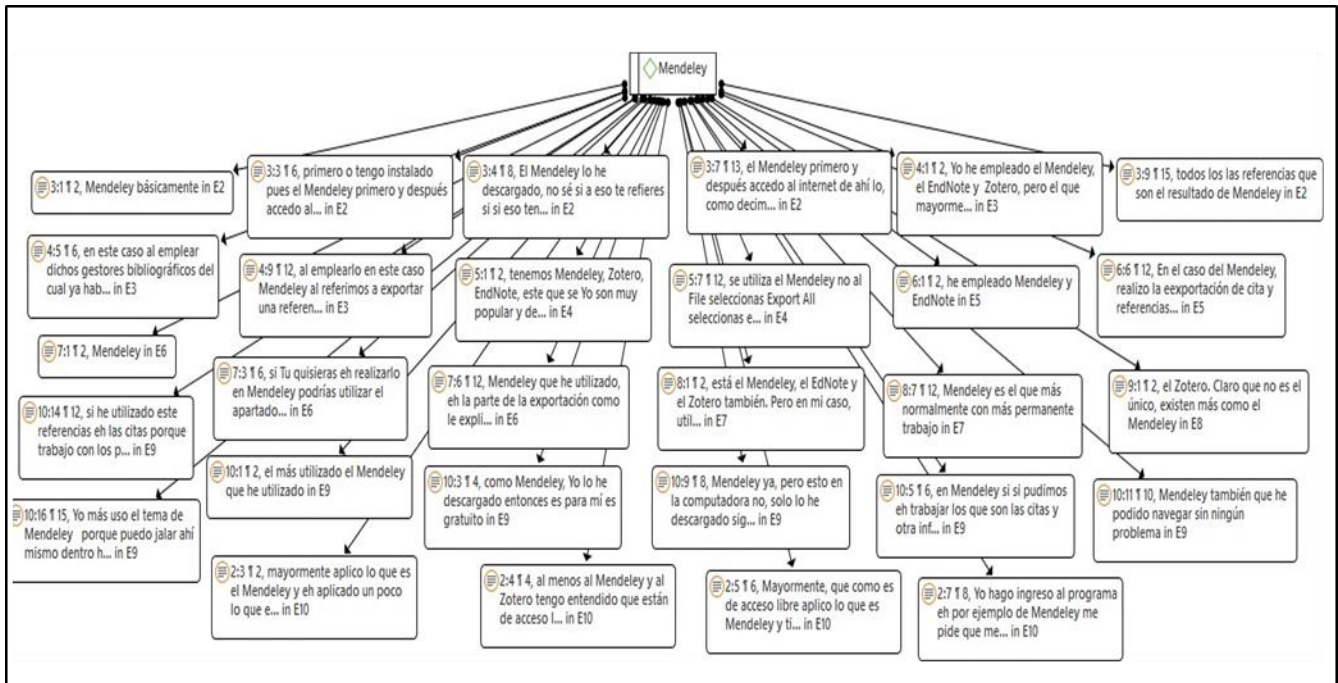 Mendeley
3:1 ¶ 2, Mendeley básicamente in E2
3:3 ¶ 6, primero o tengo instalado
pues el Mendeley primero y después
accedo al... in E2
3:4 ¶ 8, El Mendeley lo he
descargado, no sé si a eso te refieres
si si eso ten... in E2
3:7 ¶ 13, el Mendeley primero y
después accedo al internet de ahí lo,
como decim... in E2
4:1 ¶ 2, Yo he empleado el Mendeley,
el EndNote y Zotero, pero el que
mayorme... in E3
3:9 ¶ 15, todos los las referencias que
son el resultado de Mendeley in E2
4:5 ¶ 6, en este caso al emplear
dichos gestores bibliográficos del
cual ya hab... in E3
4:9 ¶ 12, al emplearlo en este caso
Mendeley al referimos a exportar
una referen... in E3
5:1 ¶ 2, tenemos Mendeley, Zotero,
EndNote, este que se Yo son muy
popular y de... in E4
5:7 ¶ 12, se utiliza el Mendeley no al
File seleccionas Export All
seleccionas e... in E4
6:1 ¶ 2, he empleado Mendeley y
EndNote in E5
6:6 ¶ 12, En el caso del Mendeley,
realizo la eexportación de cita y
referencias... in E5
7:1 ¶ 2, Mendeley in E6
7:3 ¶ 6, si Tu quisieras eh realizarlo
en Mendeley podrías utilizar el
apartado... in E6
7:6 ¶ 12, Mendeley que he utilizado,
eh la parte de la exportación como
le expli... in E6
8:1 ¶ 2, está el Mendeley, el EdNote y
el Zotero también. Pero en mi caso,
util... in E7
8:7 ¶ 12, Mendeley es el que más
normalmente con más permanente
trabajo in E7
9:1 ¶ 2, el Zotero. Claro que no es el
único, existen más como el
Mendeley in E8
10:14 ¶ 12, si he utilizado este
referencias eh las citas porque
trabajo con los p... in E9
10:1 ¶ 2, el más utilizado el Mendeley
que he utilizado in E9
10:3 ¶ 4, como Mendeley, Yo lo he
descargado entonces es para mí es
gratuito in E9
10:9 ¶ 8, Mendeley ya, pero esto en
la computadora no, solo lo he
descargado sig... in E9
10:5 ¶ 6, en Mendeley si si pudimos
eh trabajar los que son las citas y
otra inf... in E9
10:11 ¶ 10, Mendeley también que he
podido navegar sin ningún
problema in E9
10:16 ¶ 15, Yo más uso el tema de
Mendeley porque puedo jalar ahí
mismo dentro h... in E9
2:3 ¶ 2, mayormente aplico lo que es
el Mendeley y eh aplicado un poco
lo que e... in E10
2:4 ¶ 4, al menos al Mendeley y al
Zotero tengo entendido que están
de acceso l... in E10
2:5 ¶ 6, Mayormente, que como es
de acceso libre aplico lo que es
Mendeley y ti... in E10
2:7 ¶ 8, Yo hago ingreso al programa
eh por ejemplo de Mendeley me
pide que me... in E10